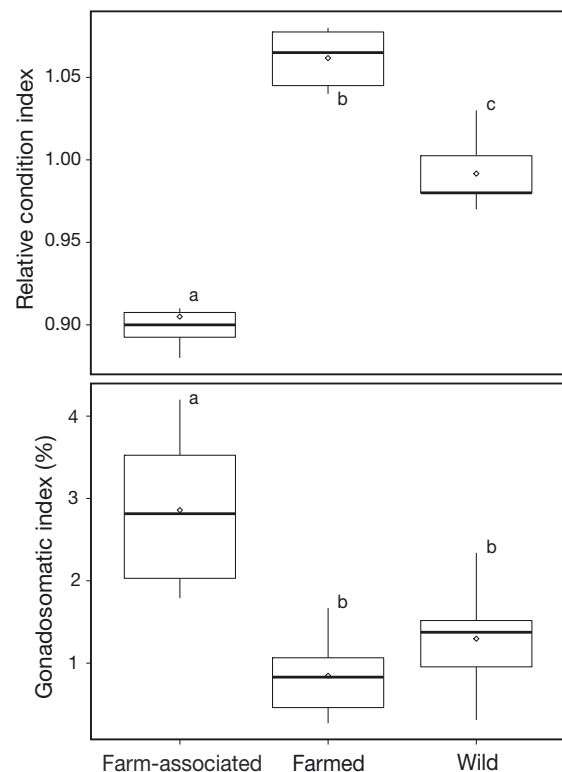 Relative condition index
1.05
1.00
0.95
0.90
a
b
c
Gonadosomatic index (%)
4
3
2
1
a
b
b
Farm-associated Farmed Wild